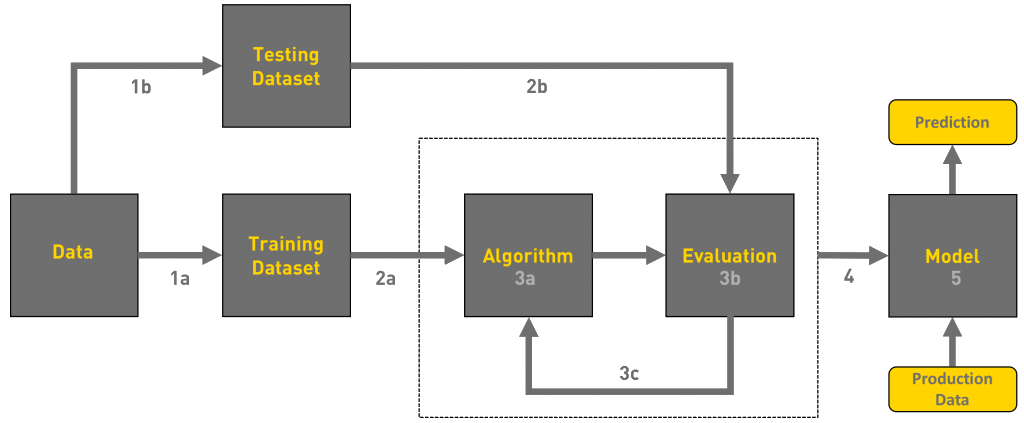 Testing
Dataset
1b
2b
Prediction
Data
1a
Training
Dataset
2a
Algorithm
3a
Evaluation
3b
4
Model
5
3c
Production
Data